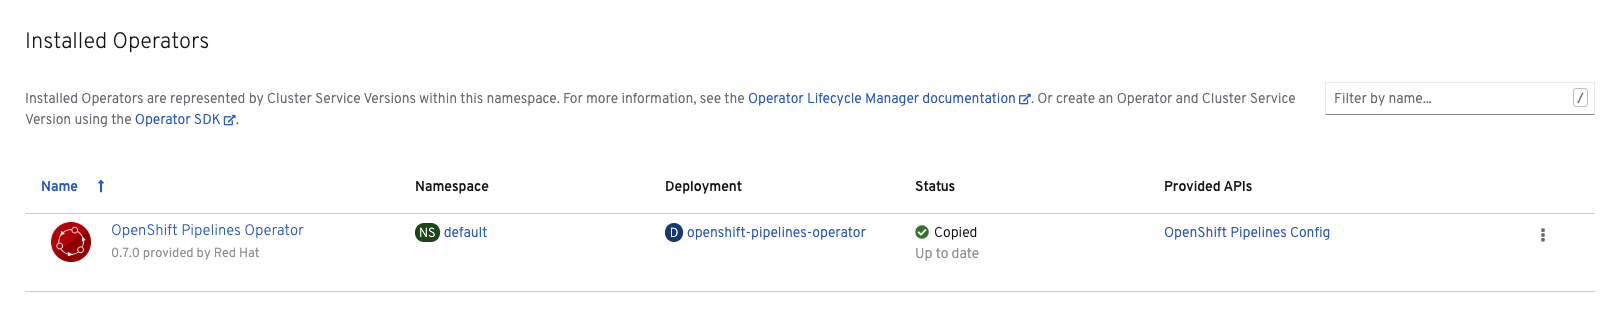 Installed Operators
Installed Operators are represented by Cluster Service Versions within this namespace. For more information, see the Operator Lifecycle Manager documentation. Or create an Operator and Cluster Service
Version using the Operator SDK.
Filter by name...
/
Name Namespace Deployment Status Provided APIs
OpenShift Pipelines Operator NS default D openshift-pipelines-operator Copied OpenShift Pipelines Config
0.7.0 provided by Red Hat Up to date